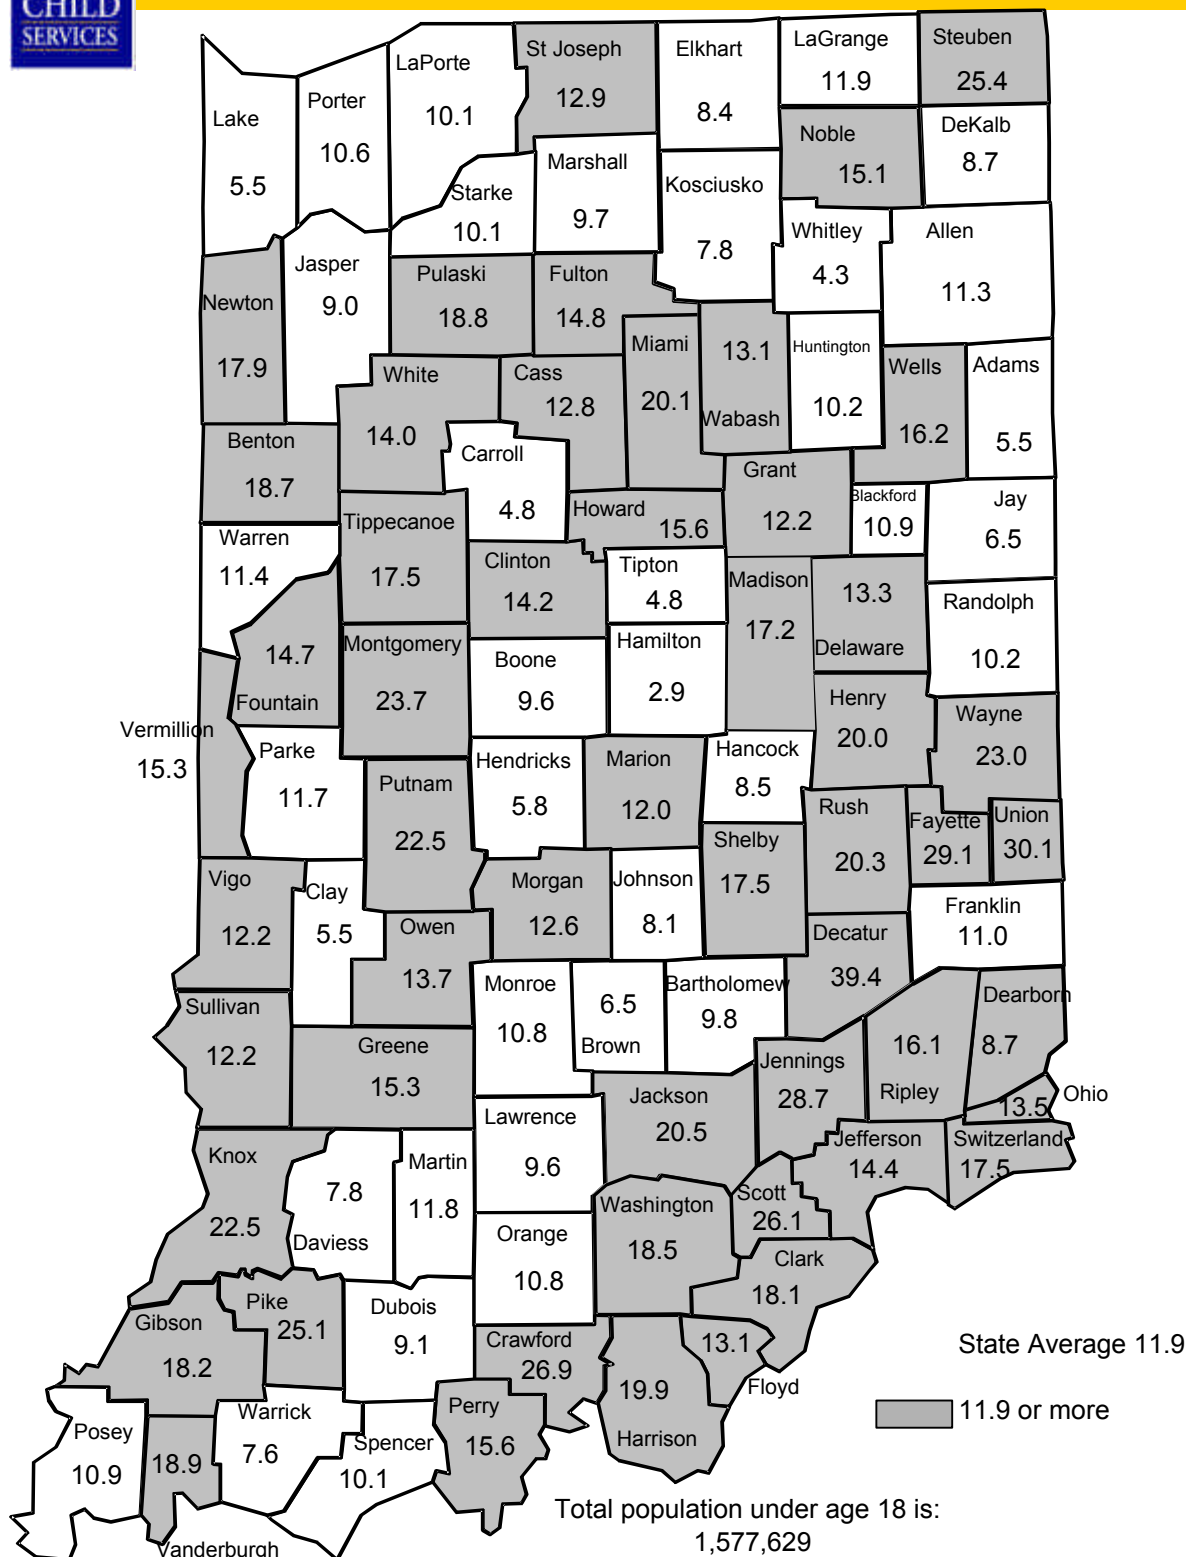 CHILD
SERVICES
St Joseph
12.9
Elkhart
8.4
LaGrange
11.9
Steuben
25.4
LaPorte
10.1
Porter
10.6
Lake
5.5
Noble
15.1
DeKalb
8.7
Marshall
9.7
Starke
10.1
Kosciusko
7.8
Whitley
4.3
Allen
11.3
Jasper
9.0
Newton
17.9
Pulaski
18.8
Fulton
14.8
Miami
20.1
13.1
Wabash
Huntington
10.2
Wells
16.2
Adams
5.5
White
14.0
Cass
12.8
Benton
18.7
Carroll
4.8
Grant
12.2
Blackford
10.9
Jay
6.5
Howard
15.6
Tippecanoe
17.5
Warren
11.4
Clinton
14.2
Tipton
4.8
Madison
17.2
13.3
Delaware
Randolph
10.2
14.7
Fountain
Montgomery
23.7
Boone
9.6
Hamilton
2.9
Henry
20.0
Wayne
23.0
Vermillion
15.3
Parke
11.7
Putnam
22.5
Hendricks
5.8
Marion
12.0
Hancock
8.5
Rush
20.3
Fayette
29.1
Union
30.1
Shelby
17.5
Vigo
12.2
Clay
5.5
Morgan
12.6
Johnson
8.1
Owen
13.7
Franklin
11.0
Decatur
39.4
Monroe
10.8
6.5
Brown
Bartholomew
9.8
Dearborn
8.7
Sullivan
12.2
Greene
15.3
16.1
Ripley
Jennings
28.7
Jackson
20.5
13.5
Ohio
Lawrence
9.6
Jefferson
14.4
Switzerland
17.5
Knox
22.5
7.8
Daviess
Martin
11.8
Washington
18.5
Scott
26.1
Orange
10.8
Clark
18.1
Pike
25.1
Gibson
18.2
Dubois
9.1
Crawford
26.9
13.1
Floyd
State Average 11.9
19.9
Harrison
11.9 or more
Perry
15.6
Warrick
7.6
Posey
10.9
18.9
Spencer
10.1
Total population under age 18 is:
1,577,629
Vanderburgh